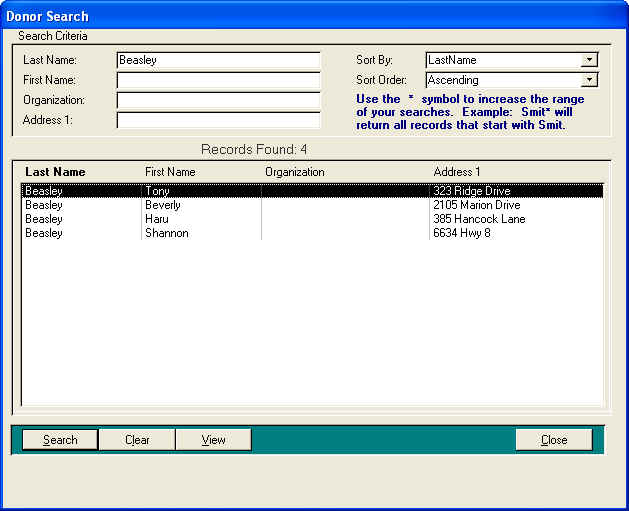 Donor Search
Search Criteria
Last Name: Beasley Sort By: LastName
First Name: Sort Order: Ascending
Organization:
Address 1:
Use the * symbol to increase the range
of your searches. Example: Smit* will
return all records that start with Smit.
Records Found: 4
Last Name First Name Organization Address 1
Beasley Tony 323 Ridge Drive
Beasley Beverly 2105 Marion Drive
Beasley Haru 385 Hancock Lane
Beasley Shannon 6634 Hwy 8
Search Clear View Close